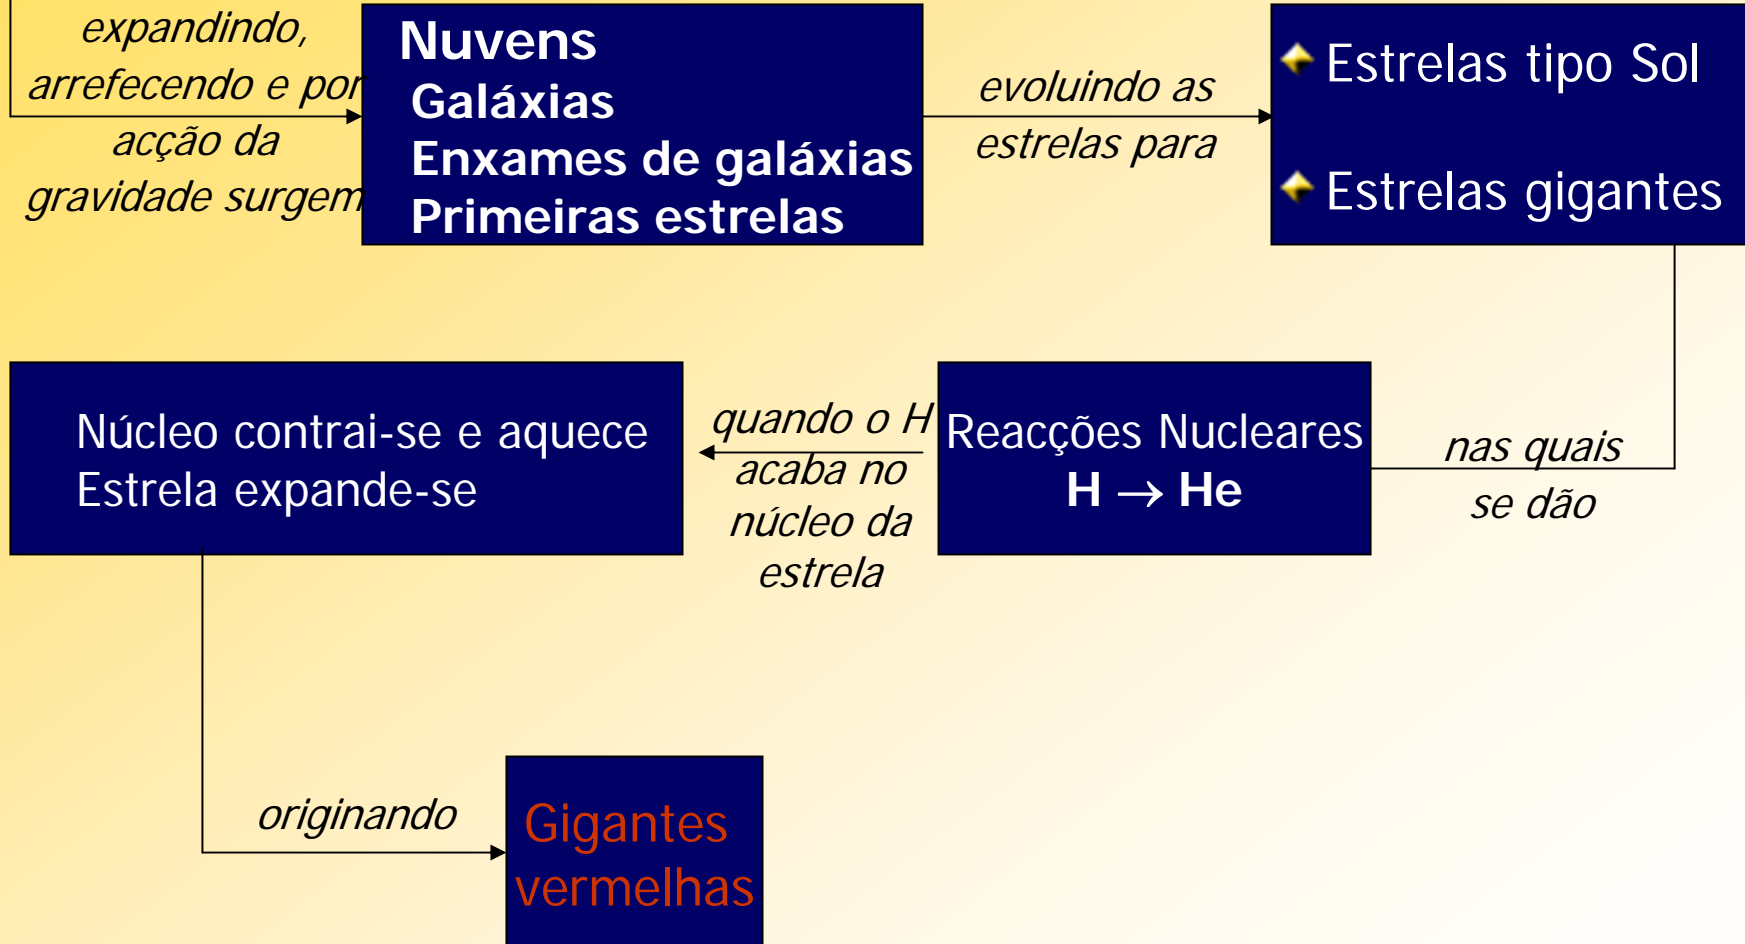 expandindo,
arrefecendo e por
acção da
gravidade surgem
Nuvens
Galáxias
Enxames de galáxias
Primeiras estrelas
evoluindo as
estrelas para
Estrelas tipo Sol
Estrelas gigantes
nas quais
se dão
Reacções Nucleares
H → He
quando o H
acaba no
núcleo da
estrela
Núcleo contrai-se e aquece
Estrela expande-se
originando
Gigantes
vermelhas